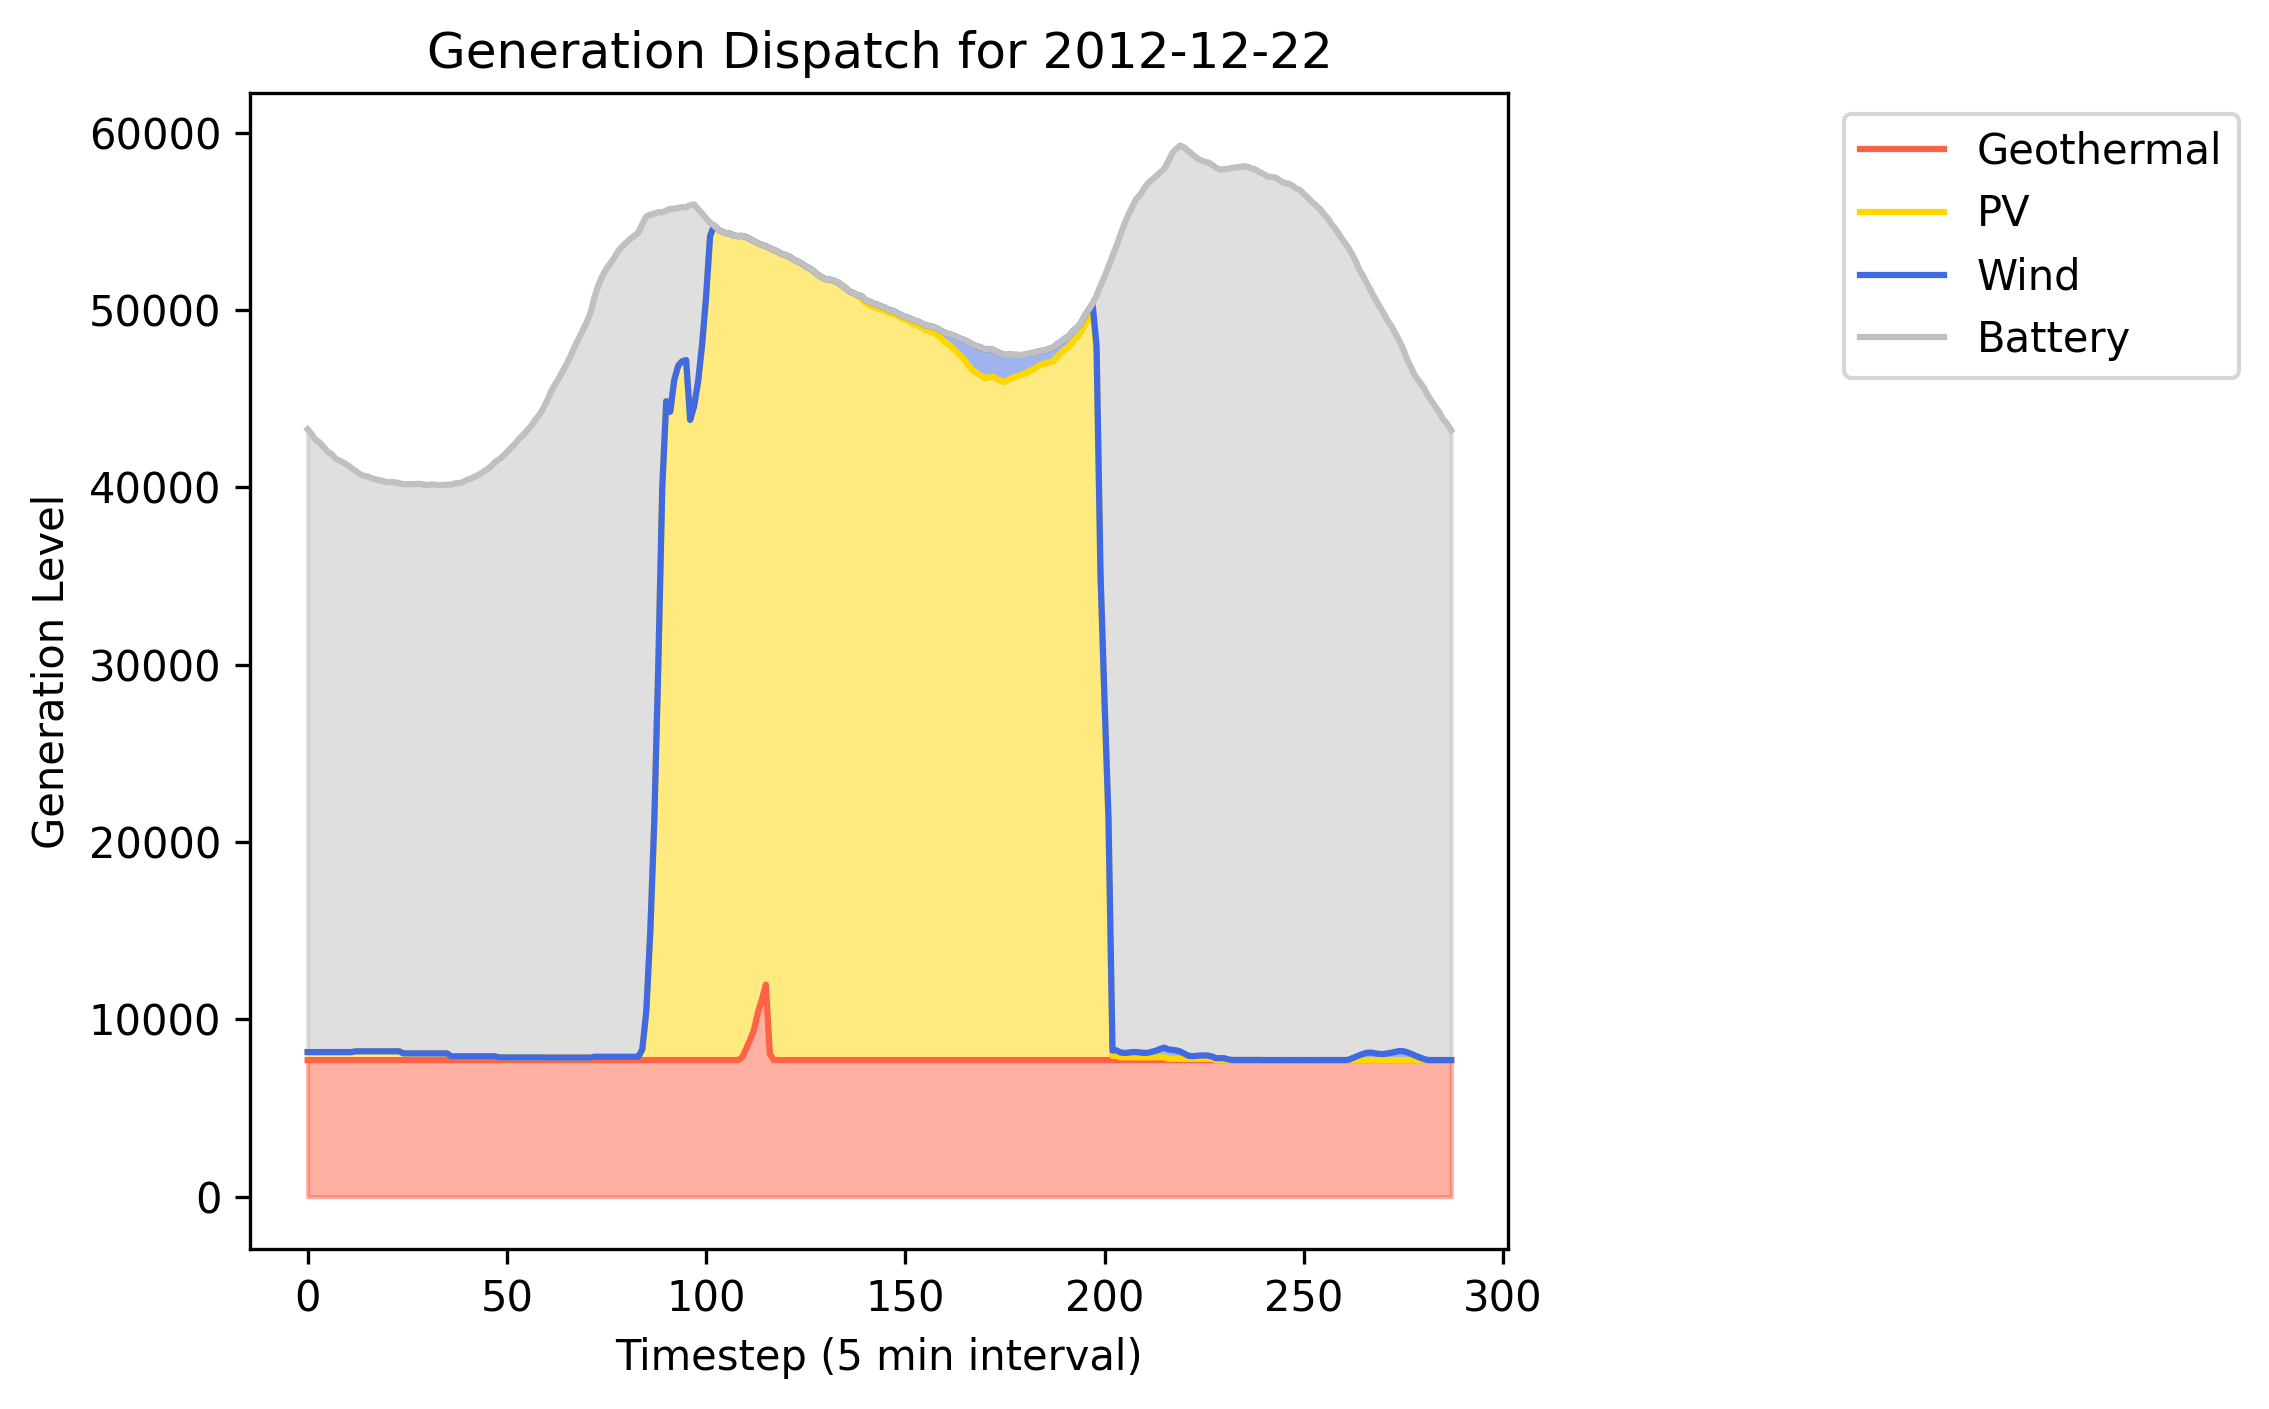 Generation Dispatch for 2012-12-22
60000
50000
40000
30000
20000
10000
0
Generation Level
0 50 100 150 200 250 300
Timestep (5 min interval)
Geothermal
PV
Wind
Battery